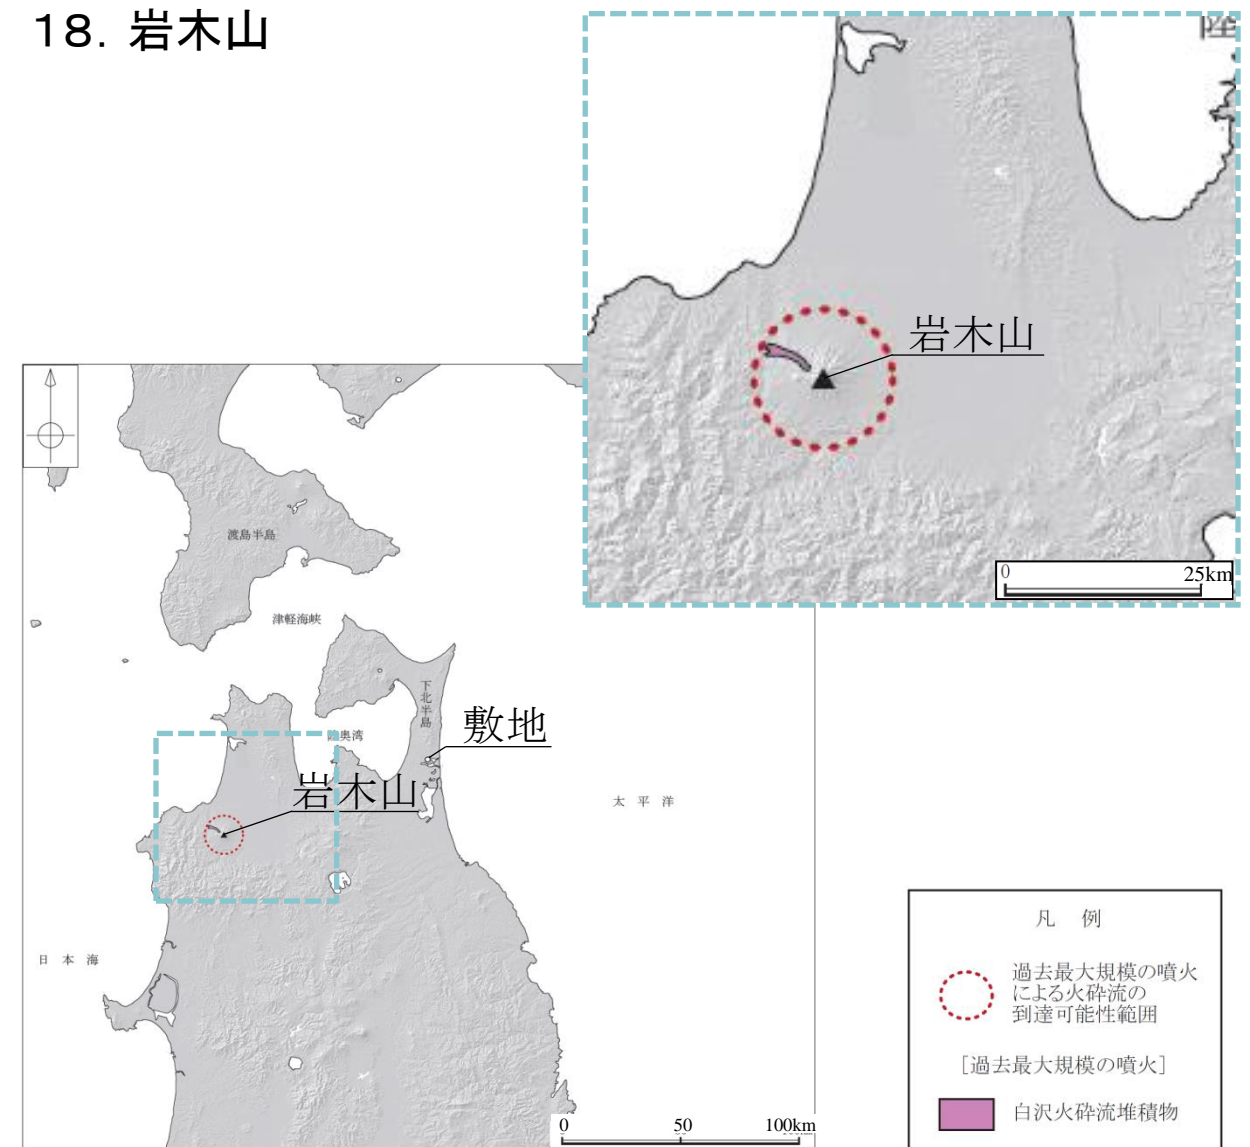 18. 岩木山
岩木山
0 25km
渡島半島
津軽海峡
下北半島
敷地
奥湾
岩木山
太平洋
日本海
凡例
過去最大規模の噴火
による火砕流の
到達可能性範囲
[過去最大規模の噴火]
白沢火砕流堆積物
0 50 100km